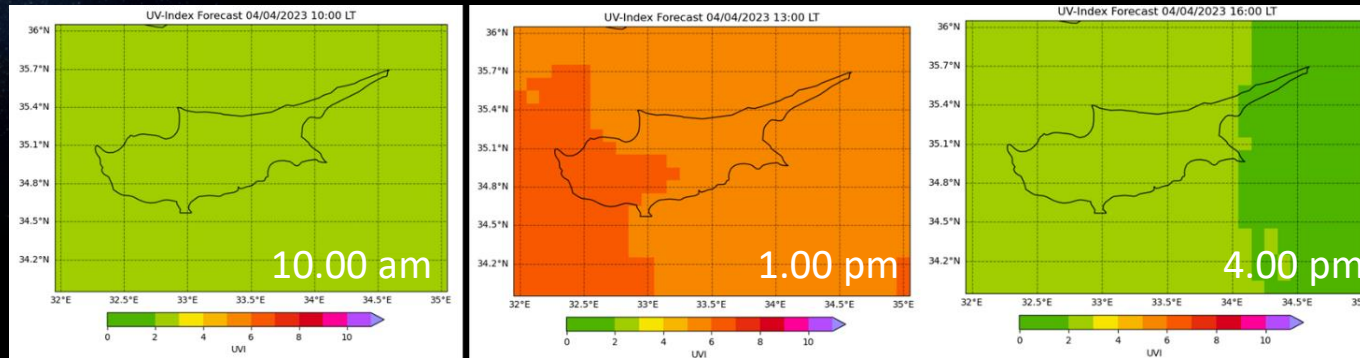 UV-Index Forecast 04/04/2023 10:00 LT
36°N
35.7°N
35.4°N
35.1°N
34.8°N
34.5°N
34.2°N
10.00 am
32°E 32.5°E 33°E 33.5°E 34°E 34.5°E 35°E
0 2 4 6 8 10
UVI
UV-Index Forecast 04/04/2023 13:00 LT
36°N
35.7°N
35.4°N
35.1°N
34.8°N
34.5°N
34.2°N
1.00 pm
32°E 32.5°E 33°E 33.5°E 34°E 34.5°E 35°E
0 2 4 6 8 10
UVI
UV-Index Forecast 04/04/2023 16:00 LT
36°N
35.7°N
35.4°N
35.1°N
34.8°N
34.5°N
34.2°N
4.00 pm
32°E 32.5°E 33°E 33.5°E 34°E 34.5°E
0 2 4 6 8 10
UVI